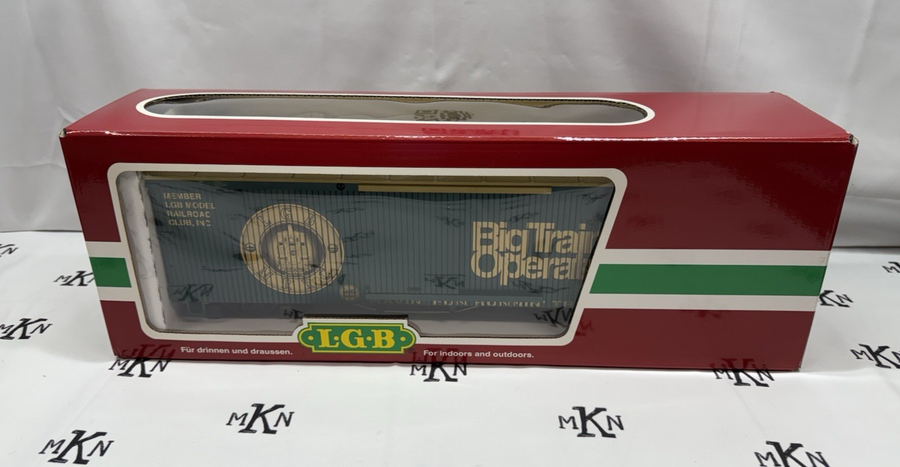 MEMBER
LGB MODEL
RAILROAD
CLUB, INC
Big Train
Opera
L·G·B
Für drinnen und draussen.
For indoors and outdoors.
MKN
MKN
MKN
MKN
MKN
MKN
MKN
MKN
MKN
MKN